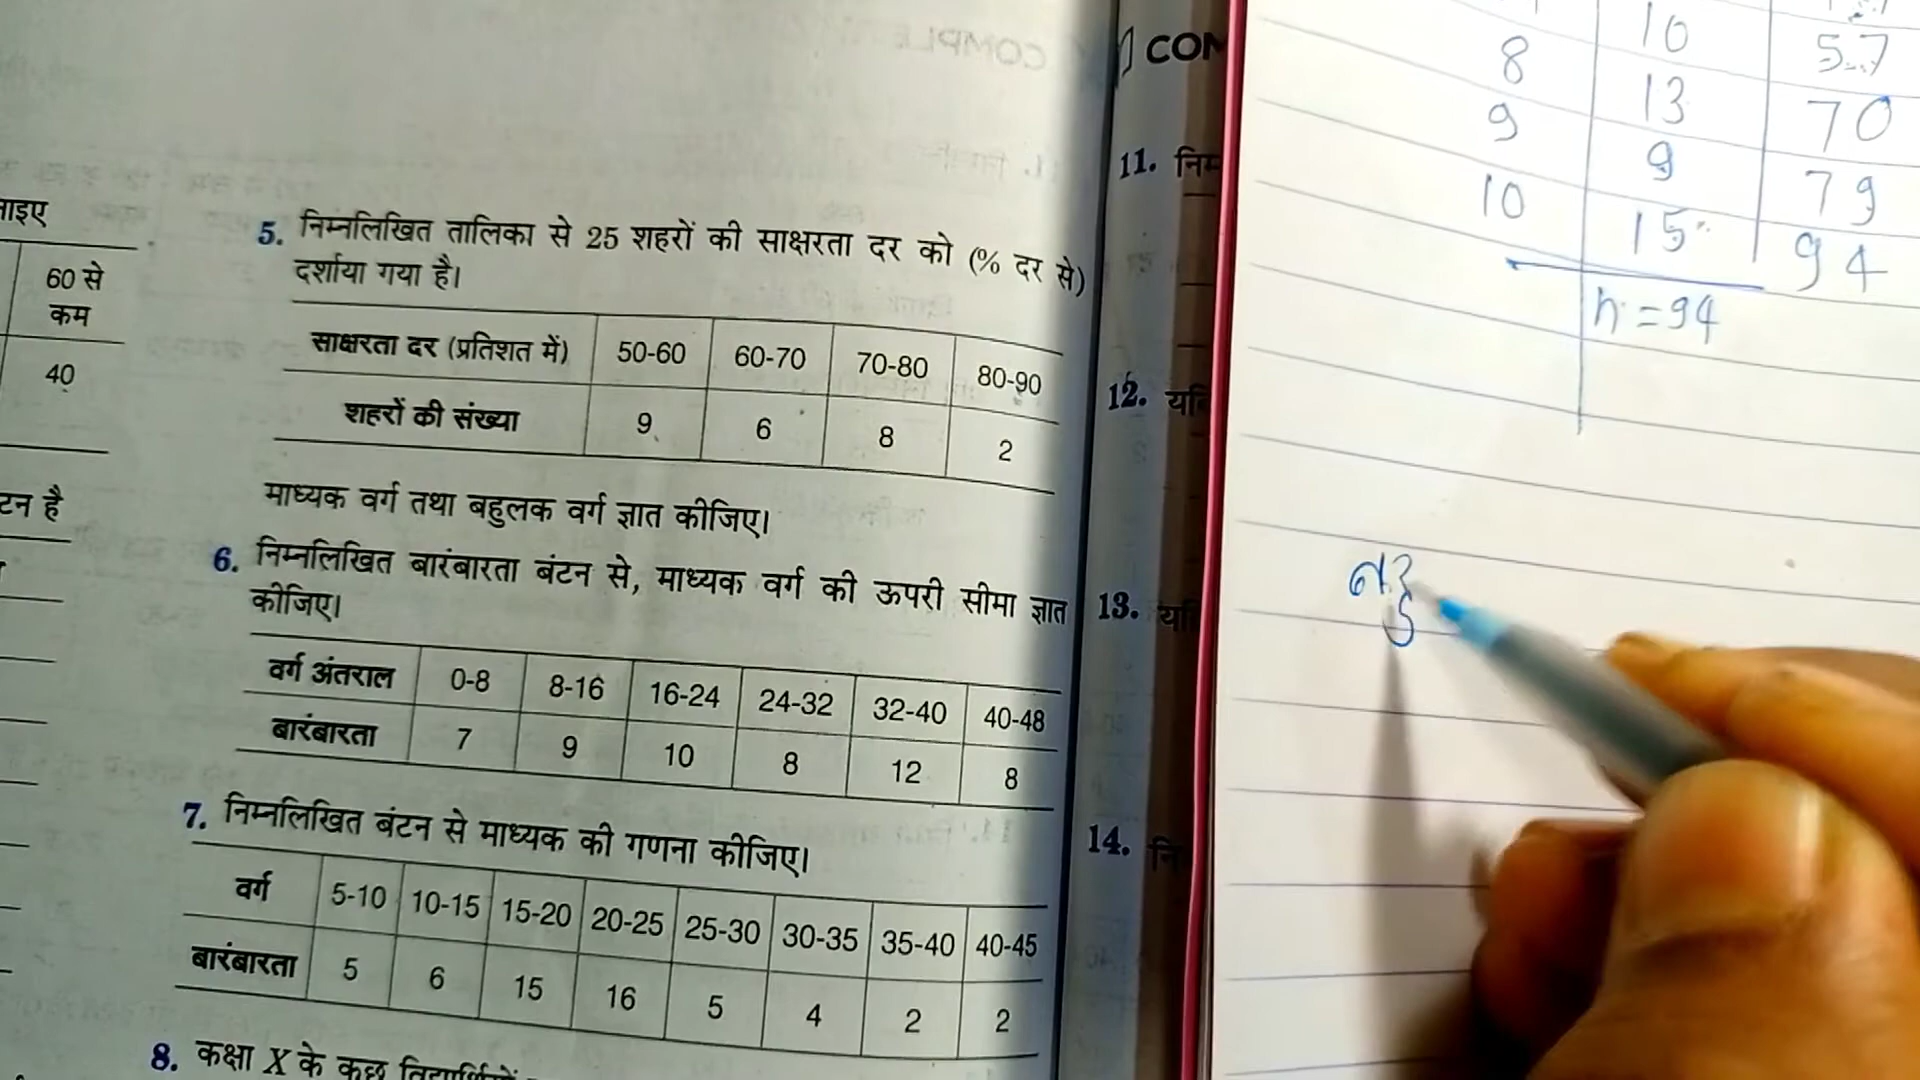 60 से
कम
40
टन है
5. निम्नलिखित तालिका से 25 शहरों की साक्षरता दर को (% दर से)
दर्शाया गया है।
साक्षरता दर (प्रतिशत में) 50-60 60-70 70-80 80-90
शहरों की संख्या 9 6 8 2
माध्यक वर्ग तथा बहुलक वर्ग ज्ञात कीजिए।
6. निम्नलिखित बारंबारता बंटन से, माध्यक वर्ग की ऊपरी सीमा ज्ञात
कीजिए।
वर्ग अंतराल 0-8 8-16 16-24 24-32 32-40 40-48
बारंबारता 7 9 10 8 12 8
7. निम्नलिखित बंटन से माध्यक की गणना कीजिए।
वर्ग 5-10 10-15 15-20 20-25 25-30 30-35 35-40 40-45
बारंबारता 5 6 15 16 5 4 2 2
8. कक्षा X के कुछ विद्यार्थियों
11.
12.
13.
14.
8 10 57
9 13 70
10 9 79
15 94
n = 94